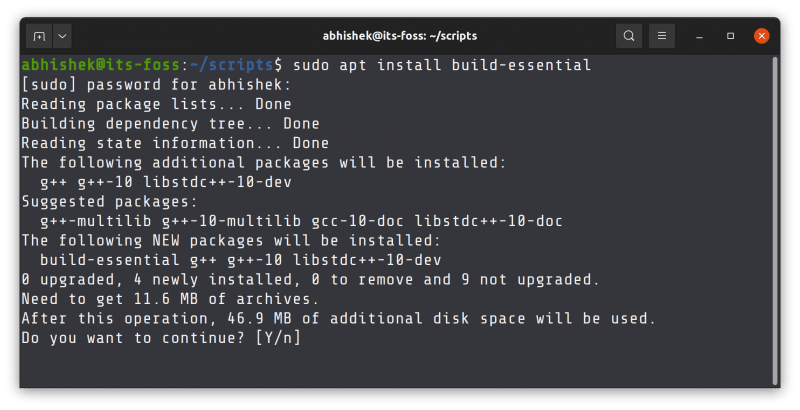 abhishek@its-foss: ~/scripts
abhishek@its-foss:~/scripts$ sudo apt install build-essential
[sudo] password for abhishek:
Reading package lists... Done
Building dependency tree... Done
Reading state information... Done
The following additional packages will be installed:
  g++ g++-10 libstdc++-10-dev
Suggested packages:
  g++-multilib g++-10-multilib gcc-10-doc libstdc++-10-doc
The following NEW packages will be installed:
  build-essential g++ g++-10 libstdc++-10-dev
0 upgraded, 4 newly installed, 0 to remove and 9 not upgraded.
Need to get 11.6 MB of archives.
After this operation, 46.9 MB of additional disk space will be used.
Do you want to continue? [Y/n]